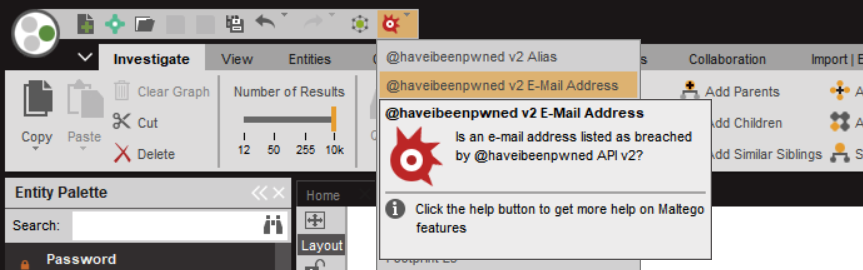 Investigate
View
Entities
Collaboration
Import | E
@haveibeenpwned v2 Alias
@haveibeenpwned v2 E-Mail Address
@haveibeenpwned v2 E-Mail Address
Is an e-mail address listed as breached
by @haveibeenpwned API v2?
Click the help button to get more help on Maltego
features
Copy
Paste
Clear Graph
Cut
Delete
Number of Results
12 50 255 10k
Add Parents
Add Children
Add Similar Siblings
Entity Palette
Search:
Password
Home
Layout